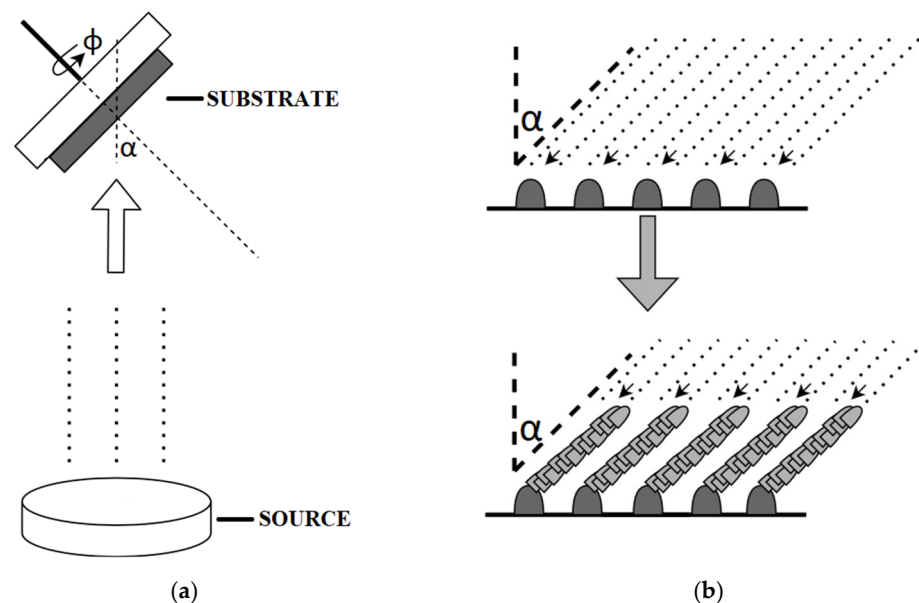 ϕ
SUBSTRATE
α
SOURCE
(a)
α
α
(b)